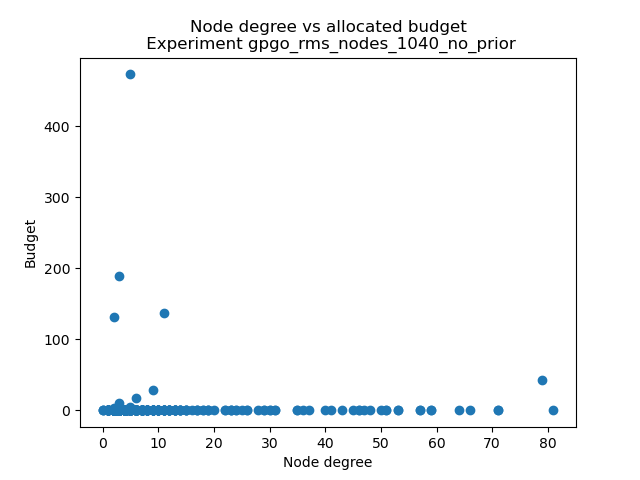 Node degree vs allocated budget
Experiment gpgo_rms_nodes_1040_no_prior
Budget
400
300
200
100
0
0 10 20 30 40 50 60 70 80
Node degree